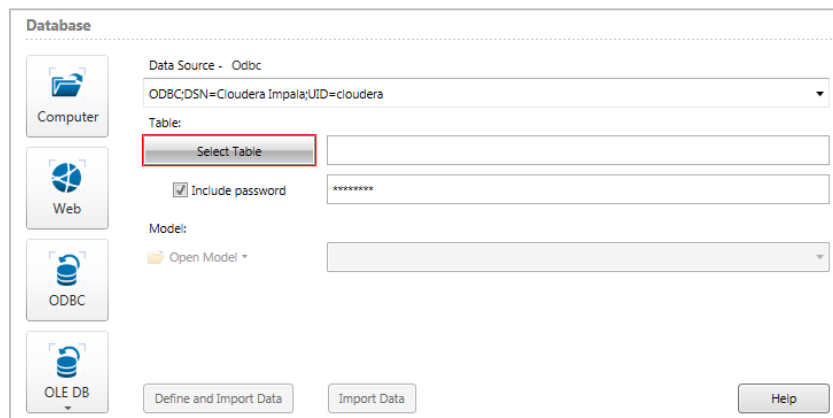 Database
Data Source - Odbc
ODBC;DSN=Cloudera Impala;UID=cloudera
Computer
Table:
Select Table
Include password
********
Web
Model:
Open Model
ODBC
OLE DB
Define and Import Data
Import Data
Help